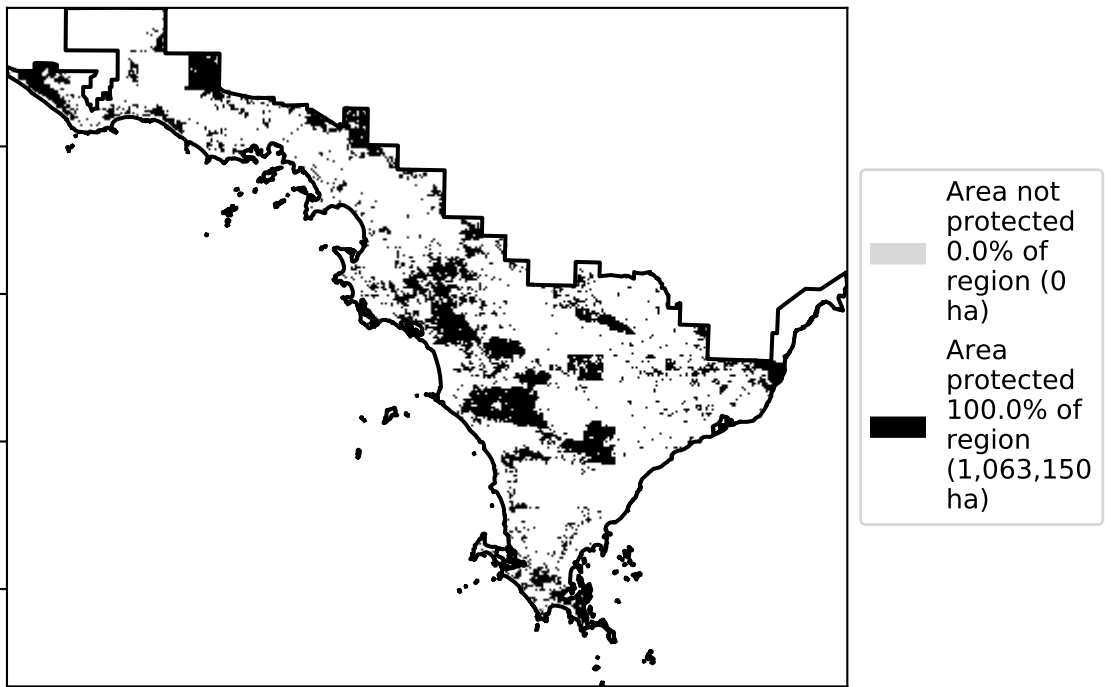 Area not
protected
0.0% of
region (0
ha)
Area
protected
100.0% of
region
(1,063,150
ha)